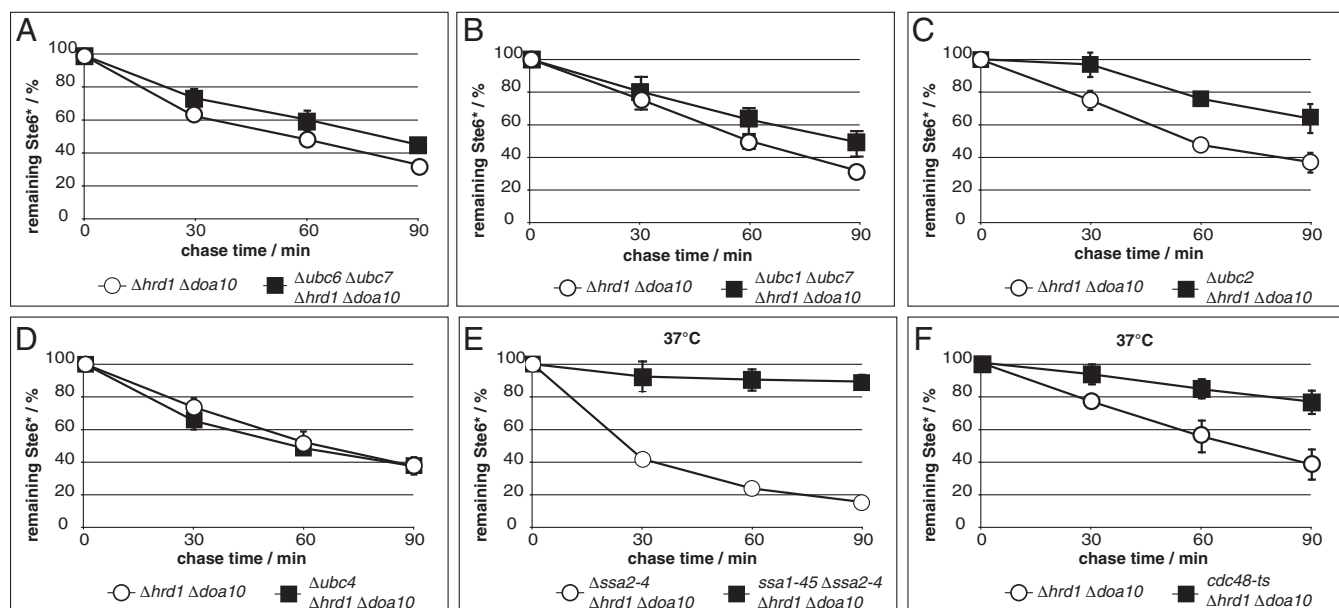 A
remaining Ste6* / %
100
80
60
40
20
0
0 30 60 90
chase time / min
Δhrd1 Δdoa10
Δubc6 Δubc7
Δhrd1 Δdoa10
B
remaining Ste6* / %
100
80
60
40
20
0
0 30 60 90
chase time / min
Δhrd1 Δdoa10
Δubc1 Δubc7
Δhrd1 Δdoa10
C
remaining Ste6* / %
100
80
60
40
20
0
0 30 60 90
chase time / min
Δhrd1 Δdoa10
Δubc2
Δhrd1 Δdoa10
D
remaining Ste6* / %
100
80
60
40
20
0
0 30 60 90
chase time / min
Δhrd1 Δdoa10
Δubc4
Δhrd1 Δdoa10
E
37°C
remaining Ste6* / %
100
80
60
40
20
0
0 30 60 90
chase time / min
Δssa2-4
Δhrd1 Δdoa10
ssa1-45 Δssa2-4
Δhrd1 Δdoa10
F
37°C
remaining Ste6* / %
100
80
60
40
20
0
0 30 60 90
chase time / min
Δhrd1 Δdoa10
cdc48-ts
Δhrd1 Δdoa10